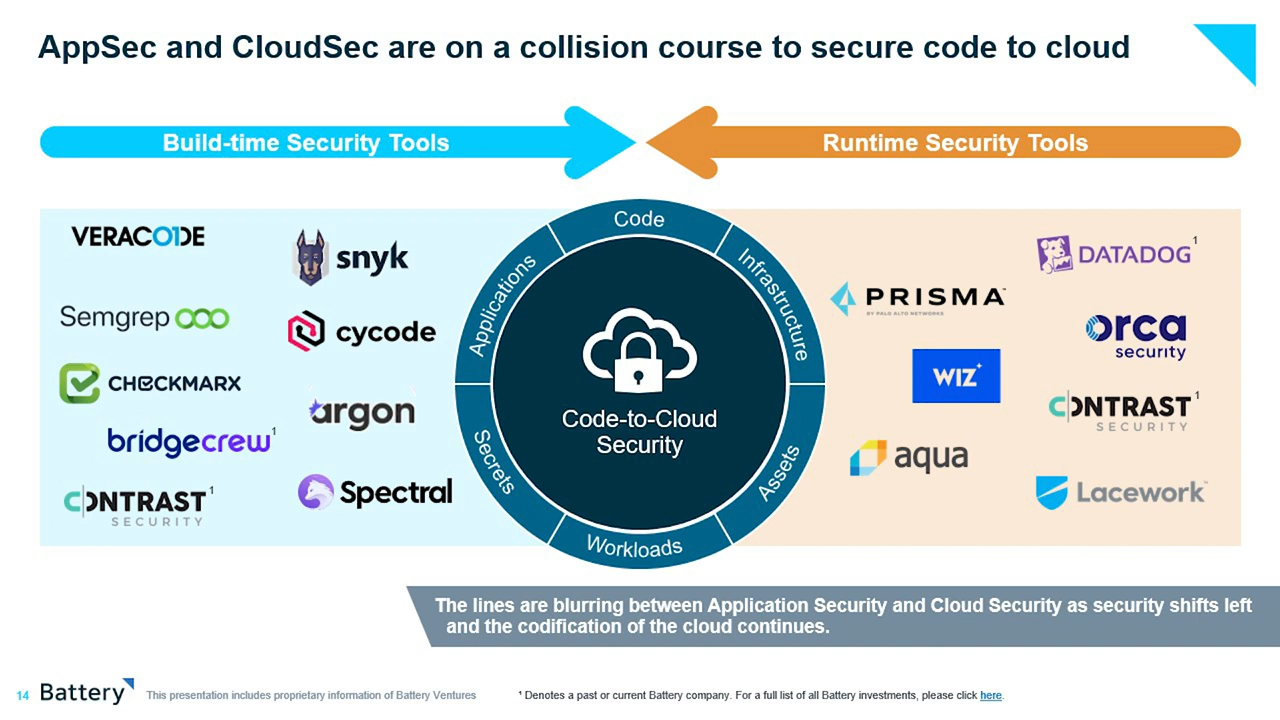 AppSec and CloudSec are on a collision course to secure code to cloud
Build-time Security Tools
Runtime Security Tools
VERACODE
snyk
Semgrep
cycode
CHECKMARX
argon
bridgecrew¹
CONTRAST¹
SECURITY
Spectral
Code
Infrastructure
Assets
Workloads
Secrets
Applications
Code-to-Cloud
Security
DATADOG¹
PRISMA™
BY PALO ALTO NETWORKS
orca
security
WIZ
CONTRAST¹
SECURITY
aqua
Lacework™
The lines are blurring between Application Security and Cloud Security as security shifts left
and the codification of the cloud continues.
14 Battery This presentation includes proprietary information of Battery Ventures
¹ Denotes a past or current Battery company. For a full list of all Battery investments, please click here.